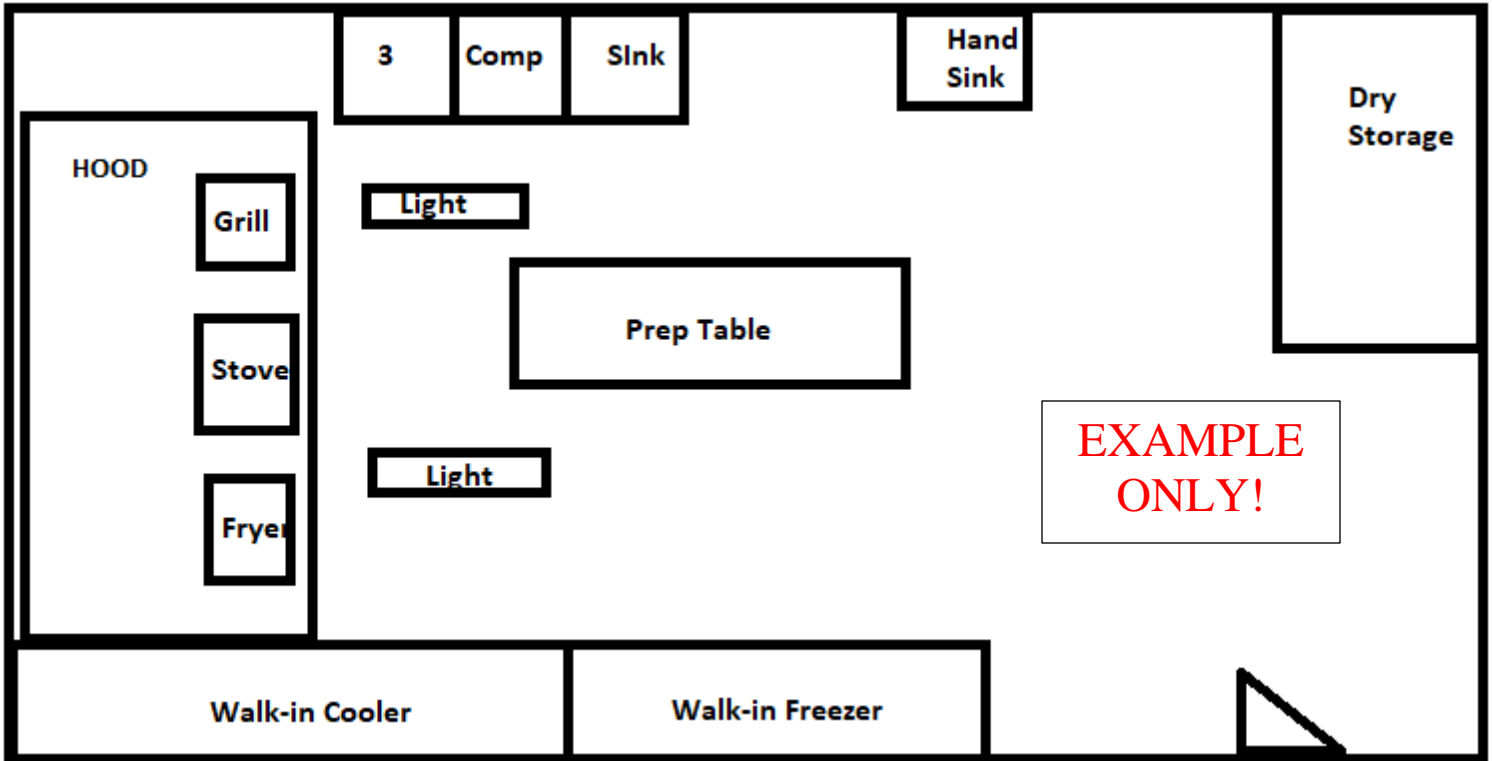 3 Comp SInk
Hand
Sink
Dry
Storage
HOOD
Grill
Light
Prep Table
Stove
EXAMPLE
ONLY!
Light
Fryer
Walk-in Cooler
Walk-in Freezer